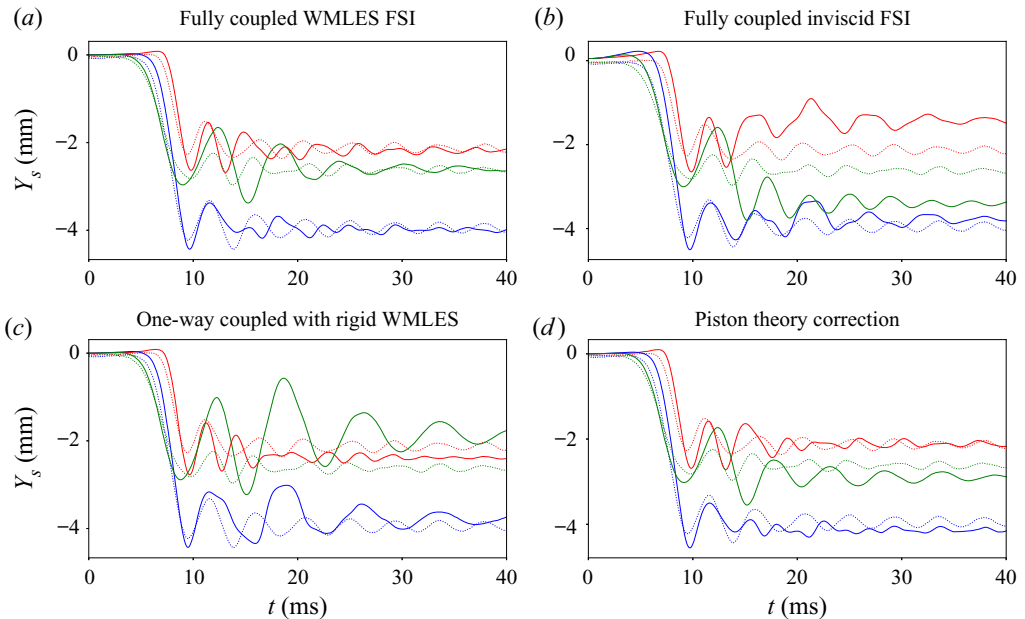 (a) Fully coupled WMLES FSI
(b) Fully coupled inviscid FSI
0
−2
−4
Y_s (mm)
0 10 20 30 40
0
−2
−4
0 10 20 30 40
(c) One-way coupled with rigid WMLES
(d) Piston theory correction
0
−2
−4
Y_s (mm)
0 10 20 30 40
t (ms)
0
−2
−4
0 10 20 30 40
t (ms)